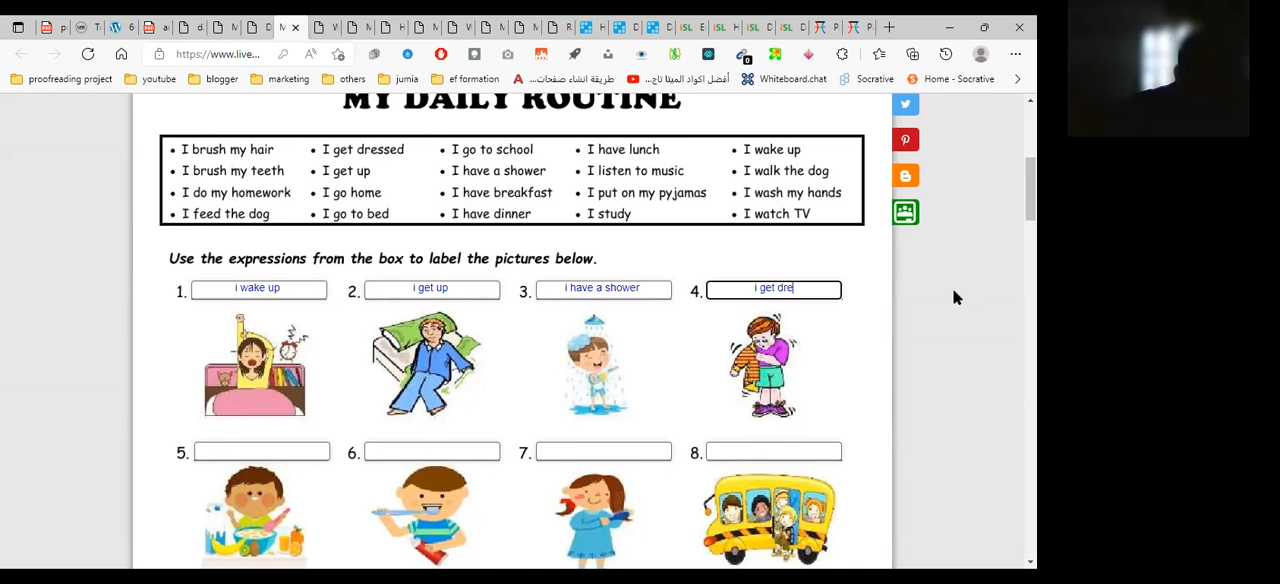 https://www.live...
proofreading project
youtube
blogger
marketing
others
jumia
ef formation
طريقة انشاء صفحات...
أفضل اكواد الميتا تاج...
Whiteboard.chat
Socrative
Home - Socrative
MY DAILY ROUTINE
• I brush my hair • I get dressed • I go to school • I have lunch • I wake up
• I brush my teeth • I get up • I have a shower • I listen to music • I walk the dog
• I do my homework • I go home • I have breakfast • I put on my pyjamas • I wash my hands
• I feed the dog • I go to bed • I have dinner • I study • I watch TV
Use the expressions from the box to label the pictures below.
1. i wake up 2. i get up 3. i have a shower 4. i get dre
5. 6. 7. 8.